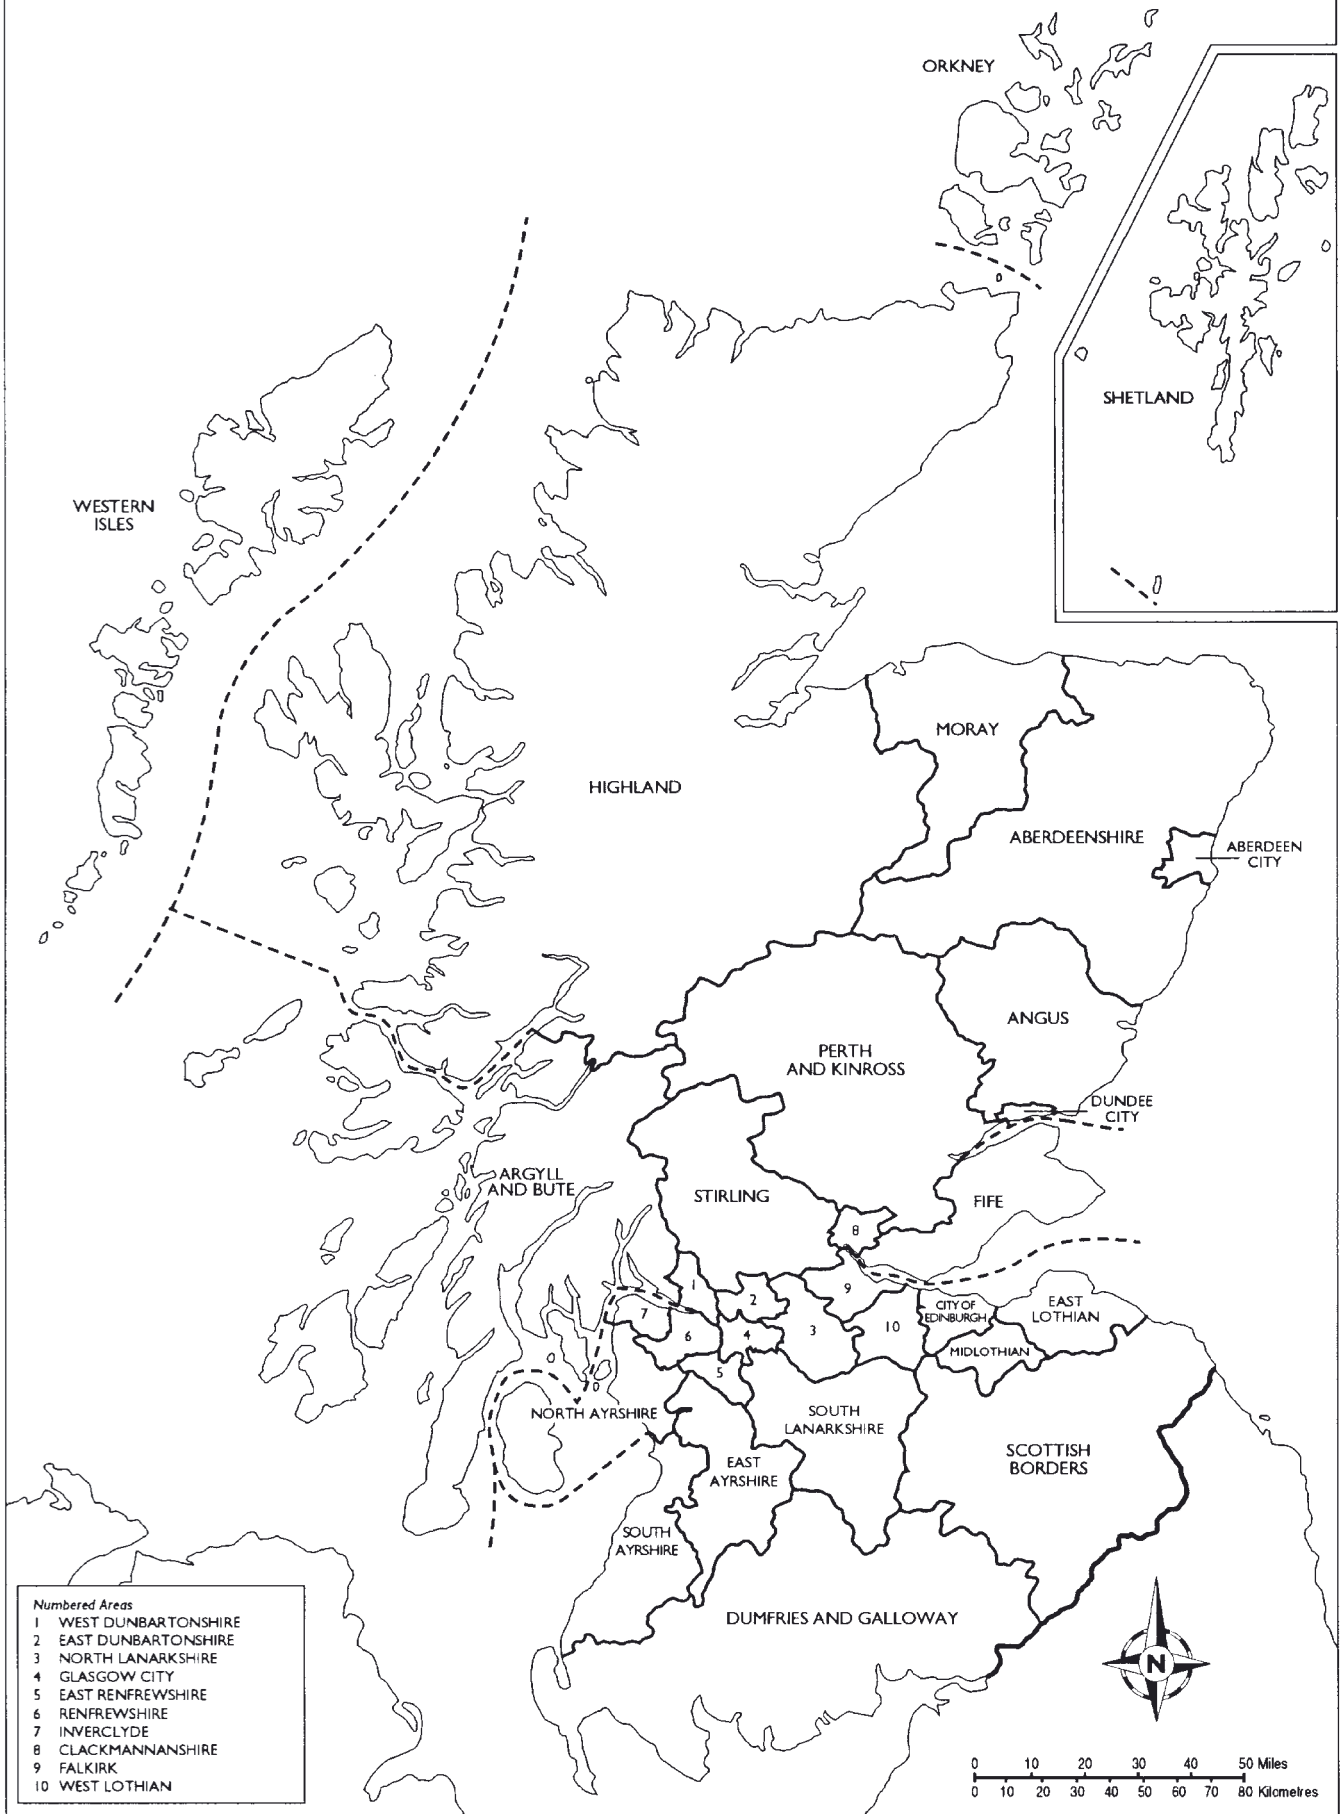 ORKNEY
SHETLAND
WESTERN
ISLES
MORAY
HIGHLAND
ABERDEENSHIRE
ABERDEEN
CITY
ANGUS
PERTH
AND KINROSS
DUNDEE
CITY
ARGYLL
AND BUTE
STIRLING
FIFE
8
1
2
9
7
6
4
3
10
5
CITY OF
EDINBURGH
EAST
LOTHIAN
MIDLOTHIAN
NORTH AYRSHIRE
SOUTH
LANARKSHIRE
EAST
AYRSHIRE
SCOTTISH
BORDERS
SOUTH
AYRSHIRE
DUMFRIES AND GALLOWAY
Numbered Areas
1 WEST DUNBARTONSHIRE
2 EAST DUNBARTONSHIRE
3 NORTH LANARKSHIRE
4 GLASGOW CITY
5 EAST RENFREWSHIRE
6 RENFREWSHIRE
7 INVERCLYDE
8 CLACKMANNANSHIRE
9 FALKIRK
10 WEST LOTHIAN
N
0 10 20 30 40 50 Miles
0 10 20 30 40 50 60 70 80 Kilometres